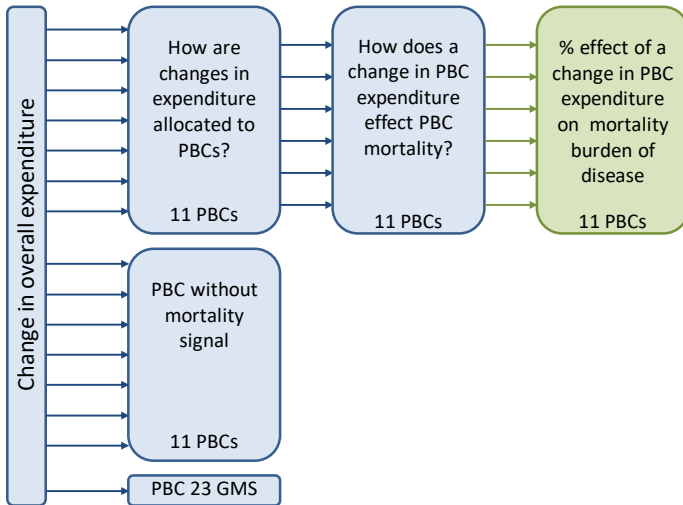 Change in overall expenditure
How are
changes in
expenditure
allocated to
PBCs?
11 PBCs
How does a
change in PBC
expenditure
effect PBC
mortality?
11 PBCs
% effect of a
change in PBC
expenditure
on mortality
burden of
disease
11 PBCs
PBC without
mortality
signal
11 PBCs
PBC 23 GMS